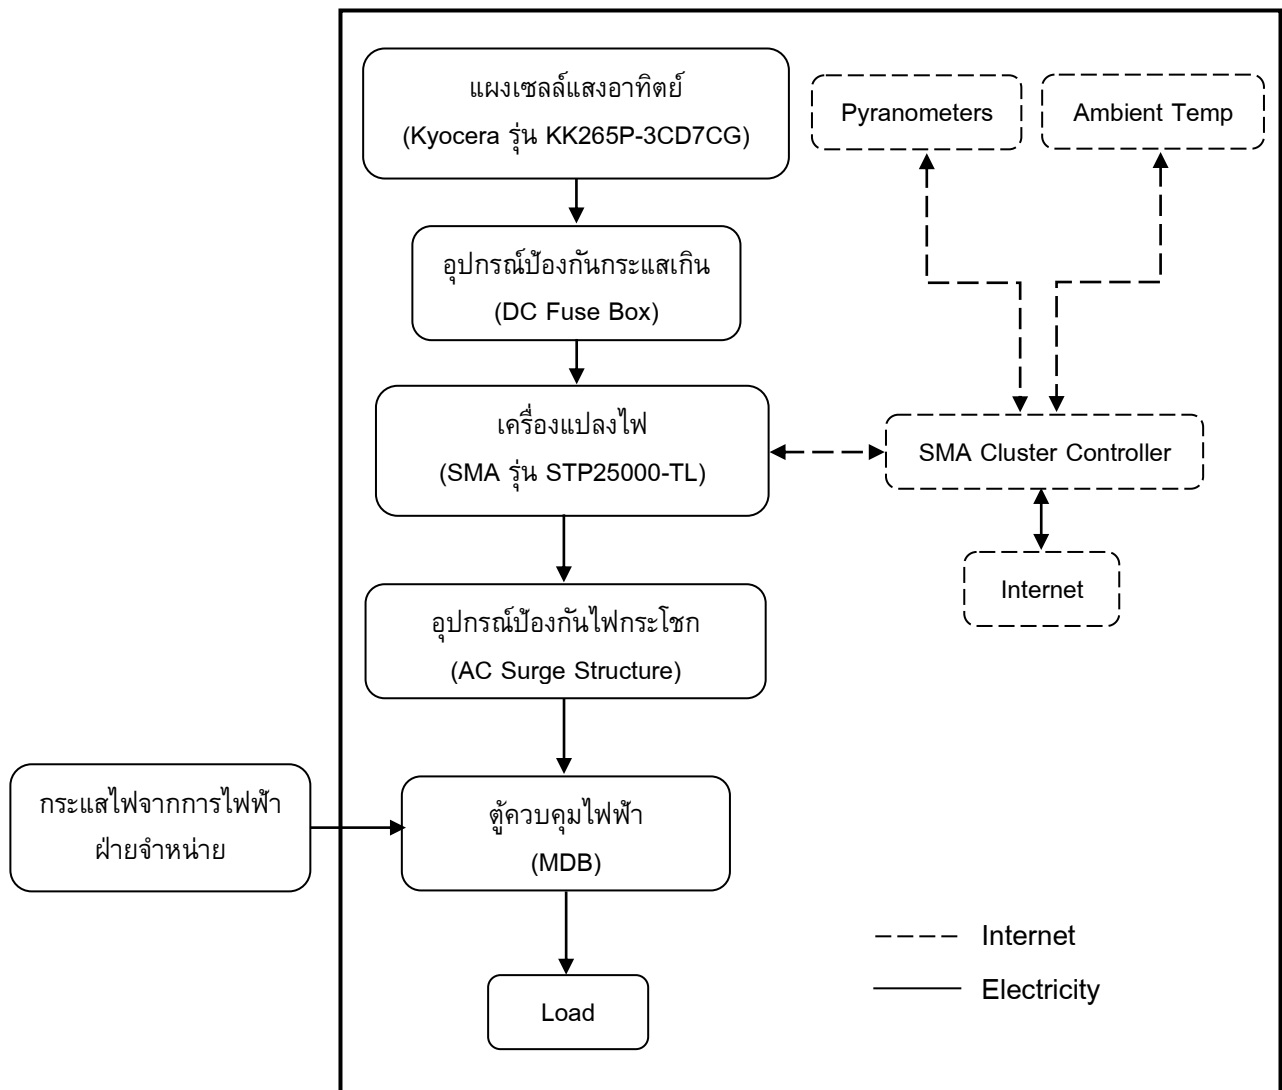 แผงเซลล์แสงอาทิตย์
(Kyocera รุ่น KK265P-3CD7CG)
Pyranometers
Ambient Temp
อุปกรณ์ป้องกันกระแสเกิน
(DC Fuse Box)
เครื่องแปลงไฟ
(SMA รุ่น STP25000-TL)
SMA Cluster Controller
Internet
อุปกรณ์ป้องกันไฟกระโชก
(AC Surge Structure)
กระแสไฟจากการไฟฟ้า
ฝ่ายจำหน่าย
ตู้ควบคุมไฟฟ้า
(MDB)
Load
Internet
Electricity